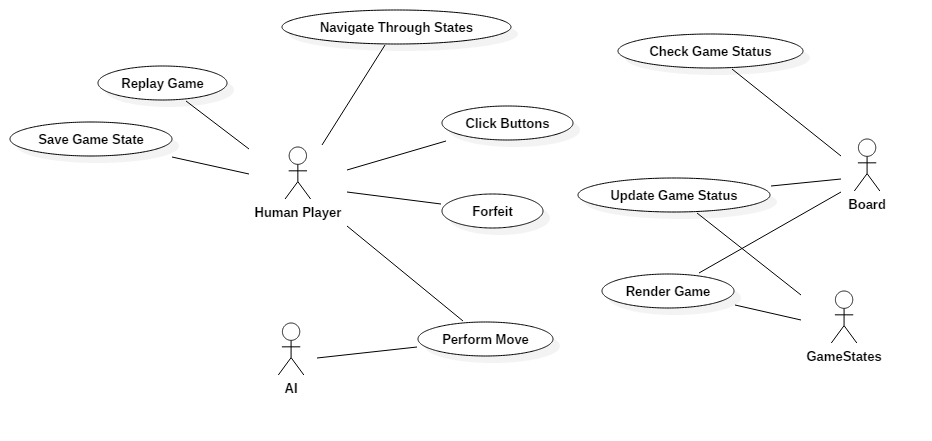 Navigate Through States
Check Game Status
Replay Game
Click Buttons
Save Game State
Update Game Status
Board
Human Player
Forfeit
Render Game
Perform Move
GameStates
AI